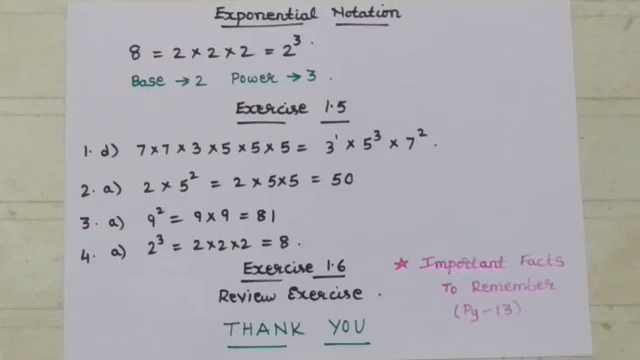 Exponential Notation
8 = 2 × 2 × 2 = 2³.
Base → 2 Power → 3.
Exercise 1.5
1. d) 7×7×3×5×5×5 = 3¹ × 5³ × 7².
2. a) 2 × 5² = 2 × 5×5 = 50
3. a) 9² = 9×9 = 81
4. a) 2³ = 2×2×2 = 8.
Exercise 1.6
Review Exercise.
★ Important Facts
To Remember
(Pg-13)
THANK YOU